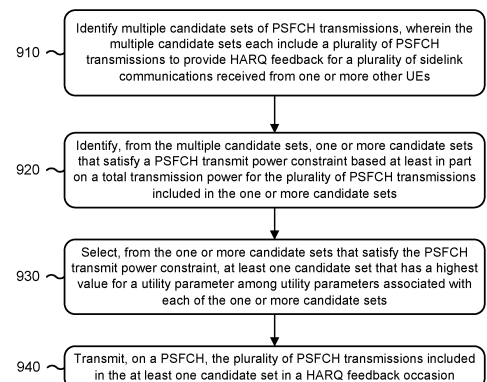 910
Identify multiple candidate sets of PSFCH transmissions, wherein the
multiple candidate sets each include a plurality of PSFCH
transmissions to provide HARQ feedback for a plurality of sidelink
communications received from one or more other UEs
920
Identify, from the multiple candidate sets, one or more candidate sets
that satisfy a PSFCH transmit power constraint based at least in part
on a total transmission power for the plurality of PSFCH transmissions
included in the one or more candidate sets
930
Select, from the one or more candidate sets that satisfy the PSFCH
transmit power constraint, at least one candidate set that has a highest
value for a utility parameter among utility parameters associated with
each of the one or more candidate sets
940
Transmit, on a PSFCH, the plurality of PSFCH transmissions included
in the at least one candidate set in a HARQ feedback occasion